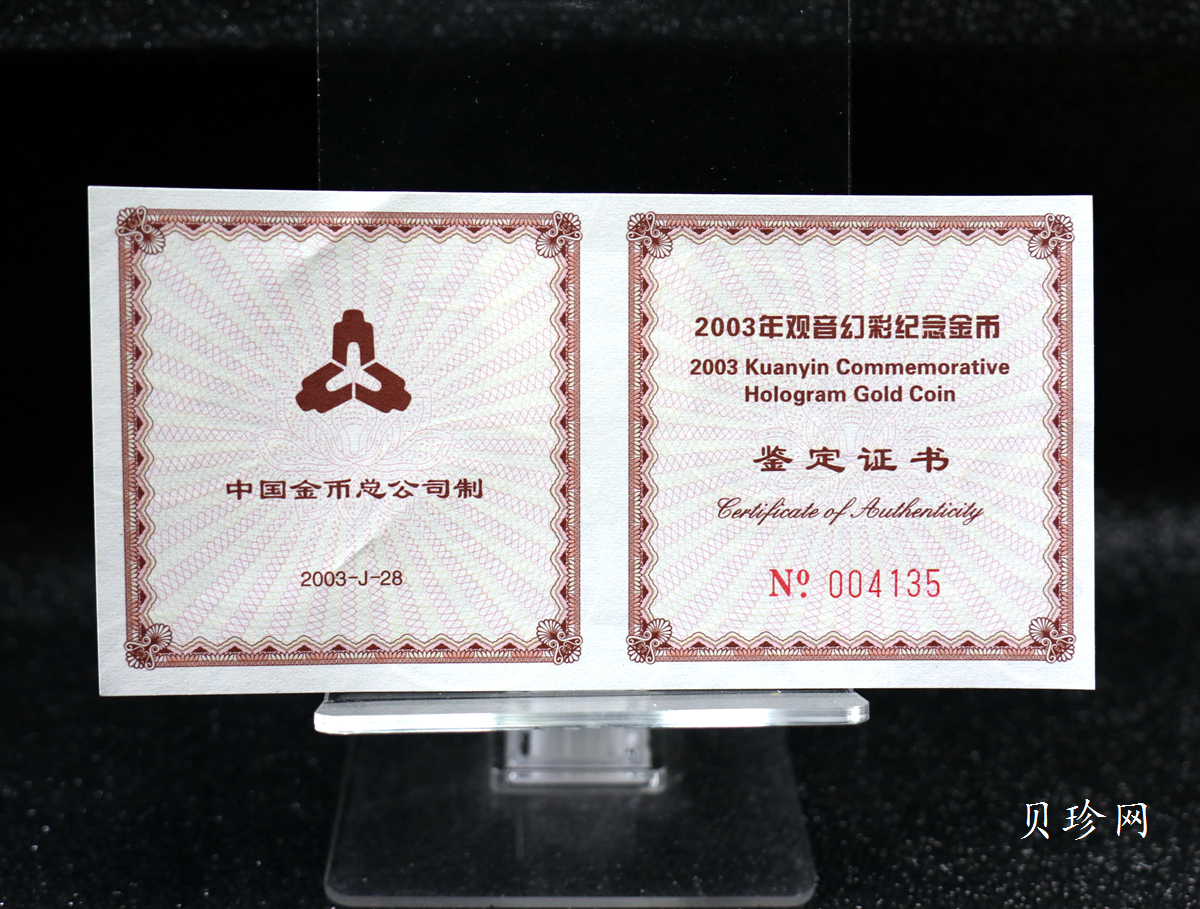 中国金币总公司制
2003-J-28
2003年观音幻彩纪念金币
2003 Kuanyin Commemorative
Hologram Gold Coin
鉴定证书
Certificate of Authenticity
Nº 004135
贝珍网